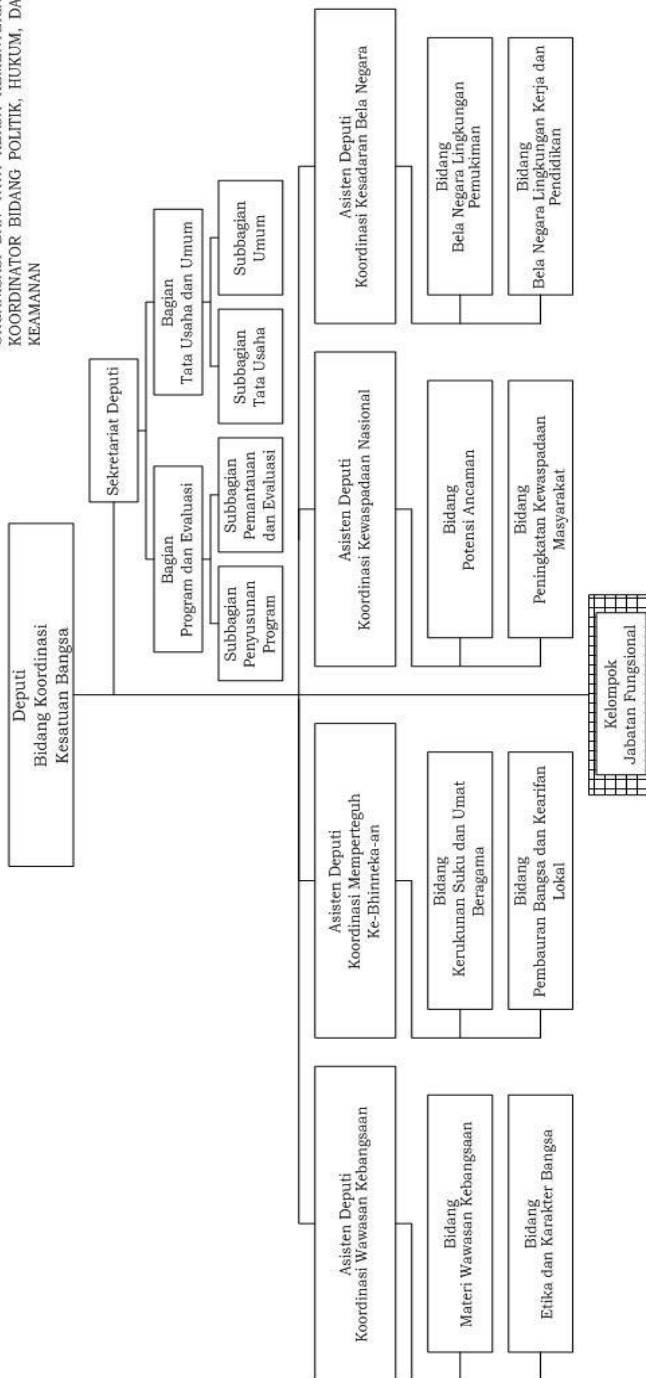 KOORDINATOR BIDANG POLITIK, HUKUM, DA
KEAMANAN
Deputi
Bidang Koordinasi
Kesatuan Bangsa
Sekretariat Deputi
Bagian
Program dan Evaluasi
Bagian
Tata Usaha dan Umum
Subbagian
Penyusunan
Program
Subbagian
Pemantauan
dan Evaluasi
Subbagian
Tata Usaha
Subbagian
Umum
Asisten Deputi
Koordinasi Wawasan Kebangsaan
Bidang
Materi Wawasan Kebangsaan
Bidang
Etika dan Karakter Bangsa
Asisten Deputi
Koordinasi Memperteguh
Ke-Bhinneka-an
Bidang
Kerukunan Suku dan Umat
Beragama
Bidang
Pembauran Bangsa dan Kearifan
Lokal
Asisten Deputi
Koordinasi Kewaspadaan Nasional
Bidang
Potensi Ancaman
Bidang
Peningkatan Kewaspadaan
Masyarakat
Asisten Deputi
Koordinasi Kesadaran Bela Negara
Bidang
Bela Negara Lingkungan
Pemukiman
Bidang
Bela Negara Lingkungan Kerja dan
Pendidikan
Kelompok
Jabatan Fungsional